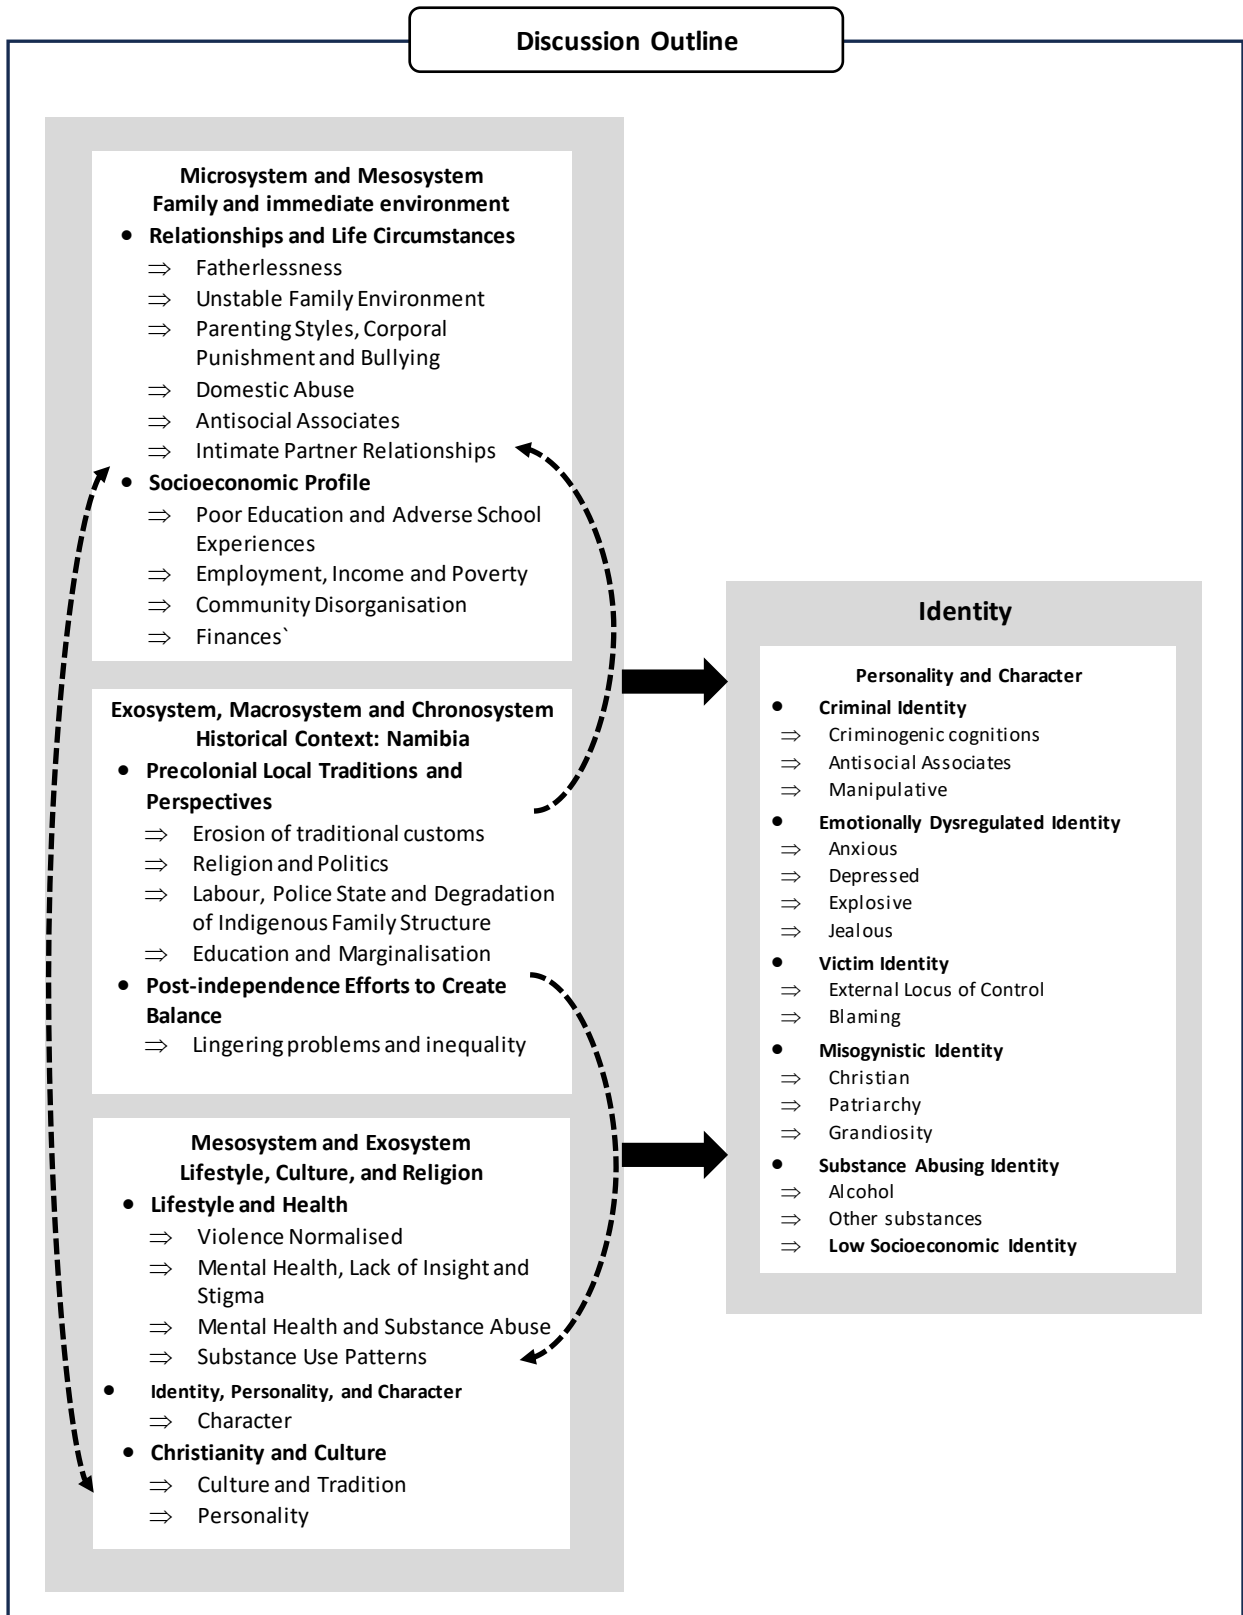 Discussion Outline
Microsystem and Mesosystem
Family and immediate environment
• Relationships and Life Circumstances
⇒ Fatherlessness
⇒ Unstable Family Environment
⇒ Parenting Styles, Corporal
Punishment and Bullying
⇒ Domestic Abuse
⇒ Antisocial Associates
⇒ Intimate Partner Relationships
• Socioeconomic Profile
⇒ Poor Education and Adverse School
Experiences
⇒ Employment, Income and Poverty
⇒ Community Disorganisation
⇒ Finances`
Exosystem, Macrosystem and Chronosystem
Historical Context: Namibia
• Precolonial Local Traditions and
Perspectives
⇒ Erosion of traditional customs
⇒ Religion and Politics
⇒ Labour, Police State and Degradation
of Indigenous Family Structure
⇒ Education and Marginalisation
• Post-independence Efforts to Create
Balance
⇒ Lingering problems and inequality
Mesosystem and Exosystem
Lifestyle, Culture, and Religion
• Lifestyle and Health
⇒ Violence Normalised
⇒ Mental Health, Lack of Insight and
Stigma
⇒ Mental Health and Substance Abuse
⇒ Substance Use Patterns
• Identity, Personality, and Character
⇒ Character
• Christianity and Culture
⇒ Culture and Tradition
⇒ Personality
Identity
Personality and Character
• Criminal Identity
⇒ Criminogenic cognitions
⇒ Antisocial Associates
⇒ Manipulative
• Emotionally Dysregulated Identity
⇒ Anxious
⇒ Depressed
⇒ Explosive
⇒ Jealous
• Victim Identity
⇒ External Locus of Control
⇒ Blaming
• Misogynistic Identity
⇒ Christian
⇒ Patriarchy
⇒ Grandiosity
• Substance Abusing Identity
⇒ Alcohol
⇒ Other substances
⇒ Low Socioeconomic Identity